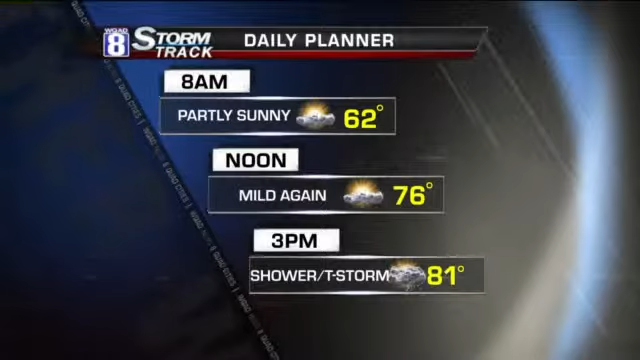 WQAD
8 STORM TRACK
DAILY PLANNER
8AM
PARTLY SUNNY 62°
NOON
MILD AGAIN 76°
3PM
SHOWER/T-STORM 81°